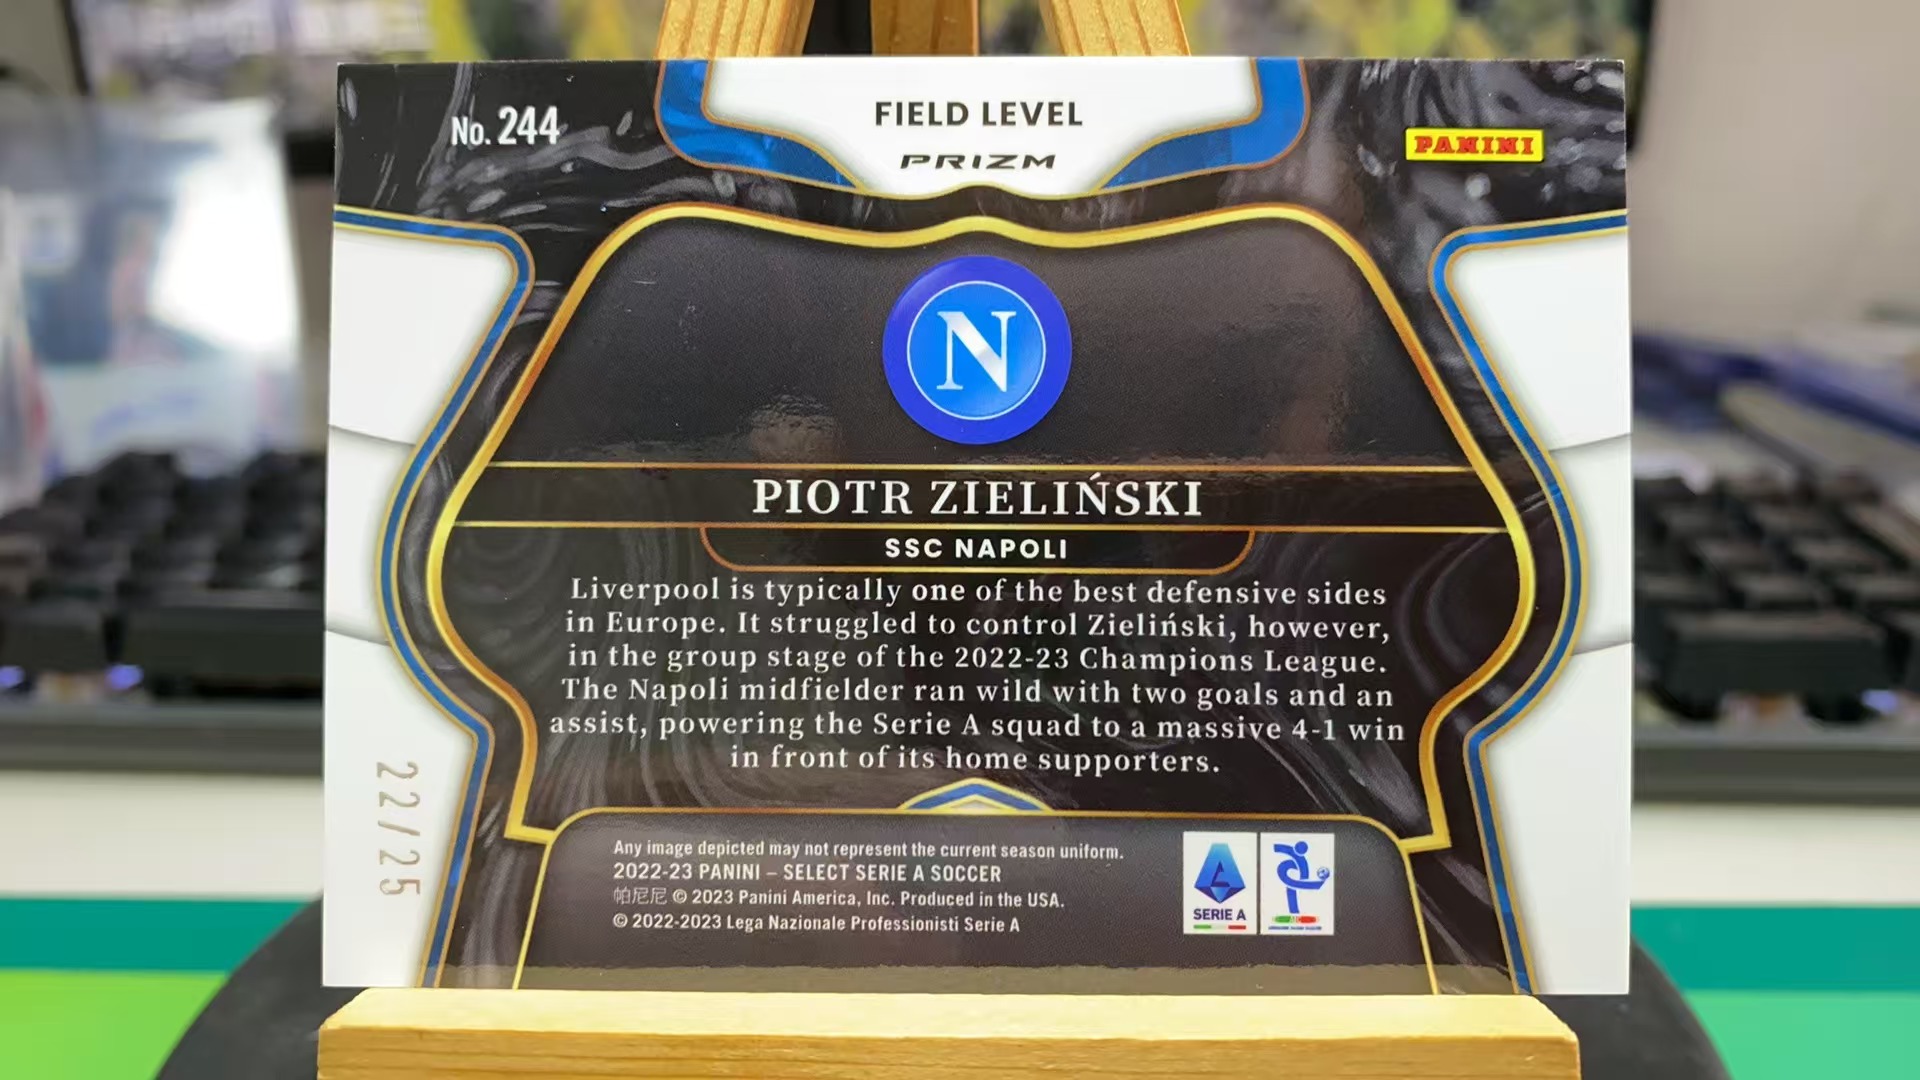 No. 244
FIELD LEVEL
PRIZM
PANINI
N
PIOTR ZIELIŃSKI
SSC NAPOLI
Liverpool is typically one of the best defensive sides
in Europe. It struggled to control Zieliński, however,
in the group stage of the 2022-23 Champions League.
The Napoli midfielder ran wild with two goals and an
assist, powering the Serie A squad to a massive 4-1 win
in front of its home supporters.
22/25
Any image depicted may not represent the current season uniform.
2022-23 PANINI – SELECT SERIE A SOCCER
帕尼尼 © 2023 Panini America, Inc. Produced in the USA.
© 2022-2023 Lega Nazionale Professionisti Serie A
SERIE A